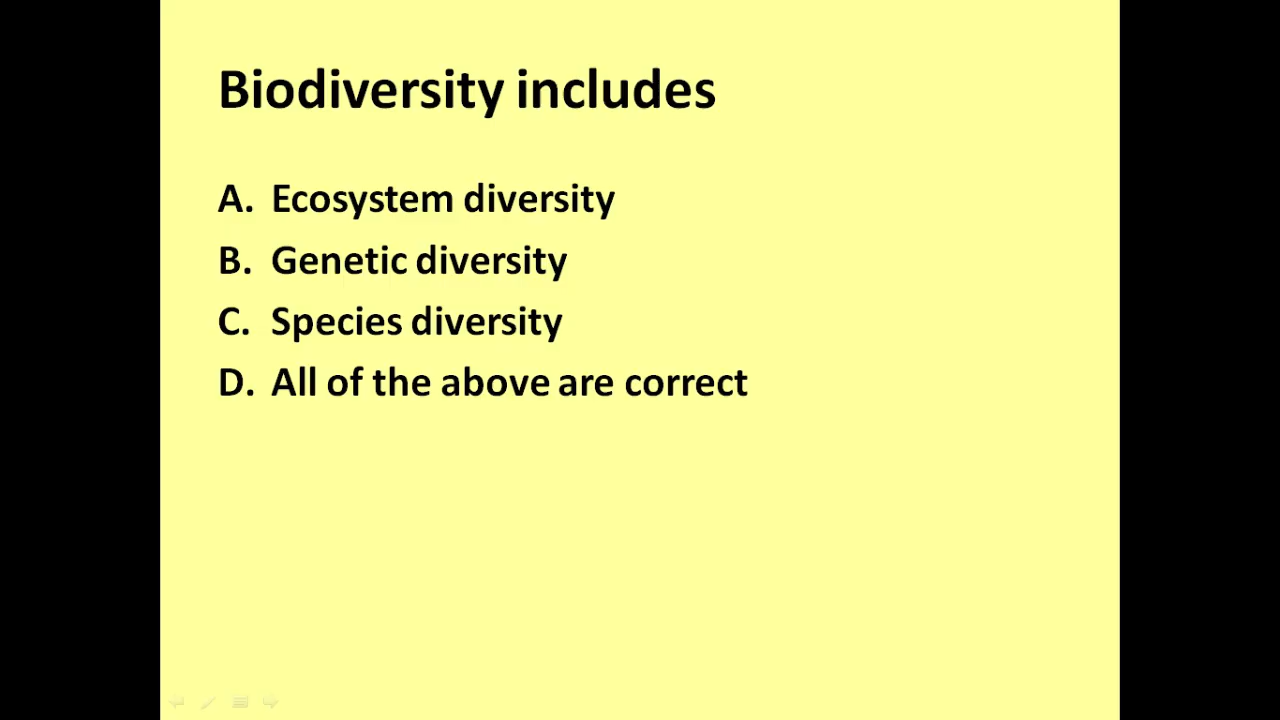 Biodiversity includes
A. Ecosystem diversity
B. Genetic diversity
C. Species diversity
D. All of the above are correct